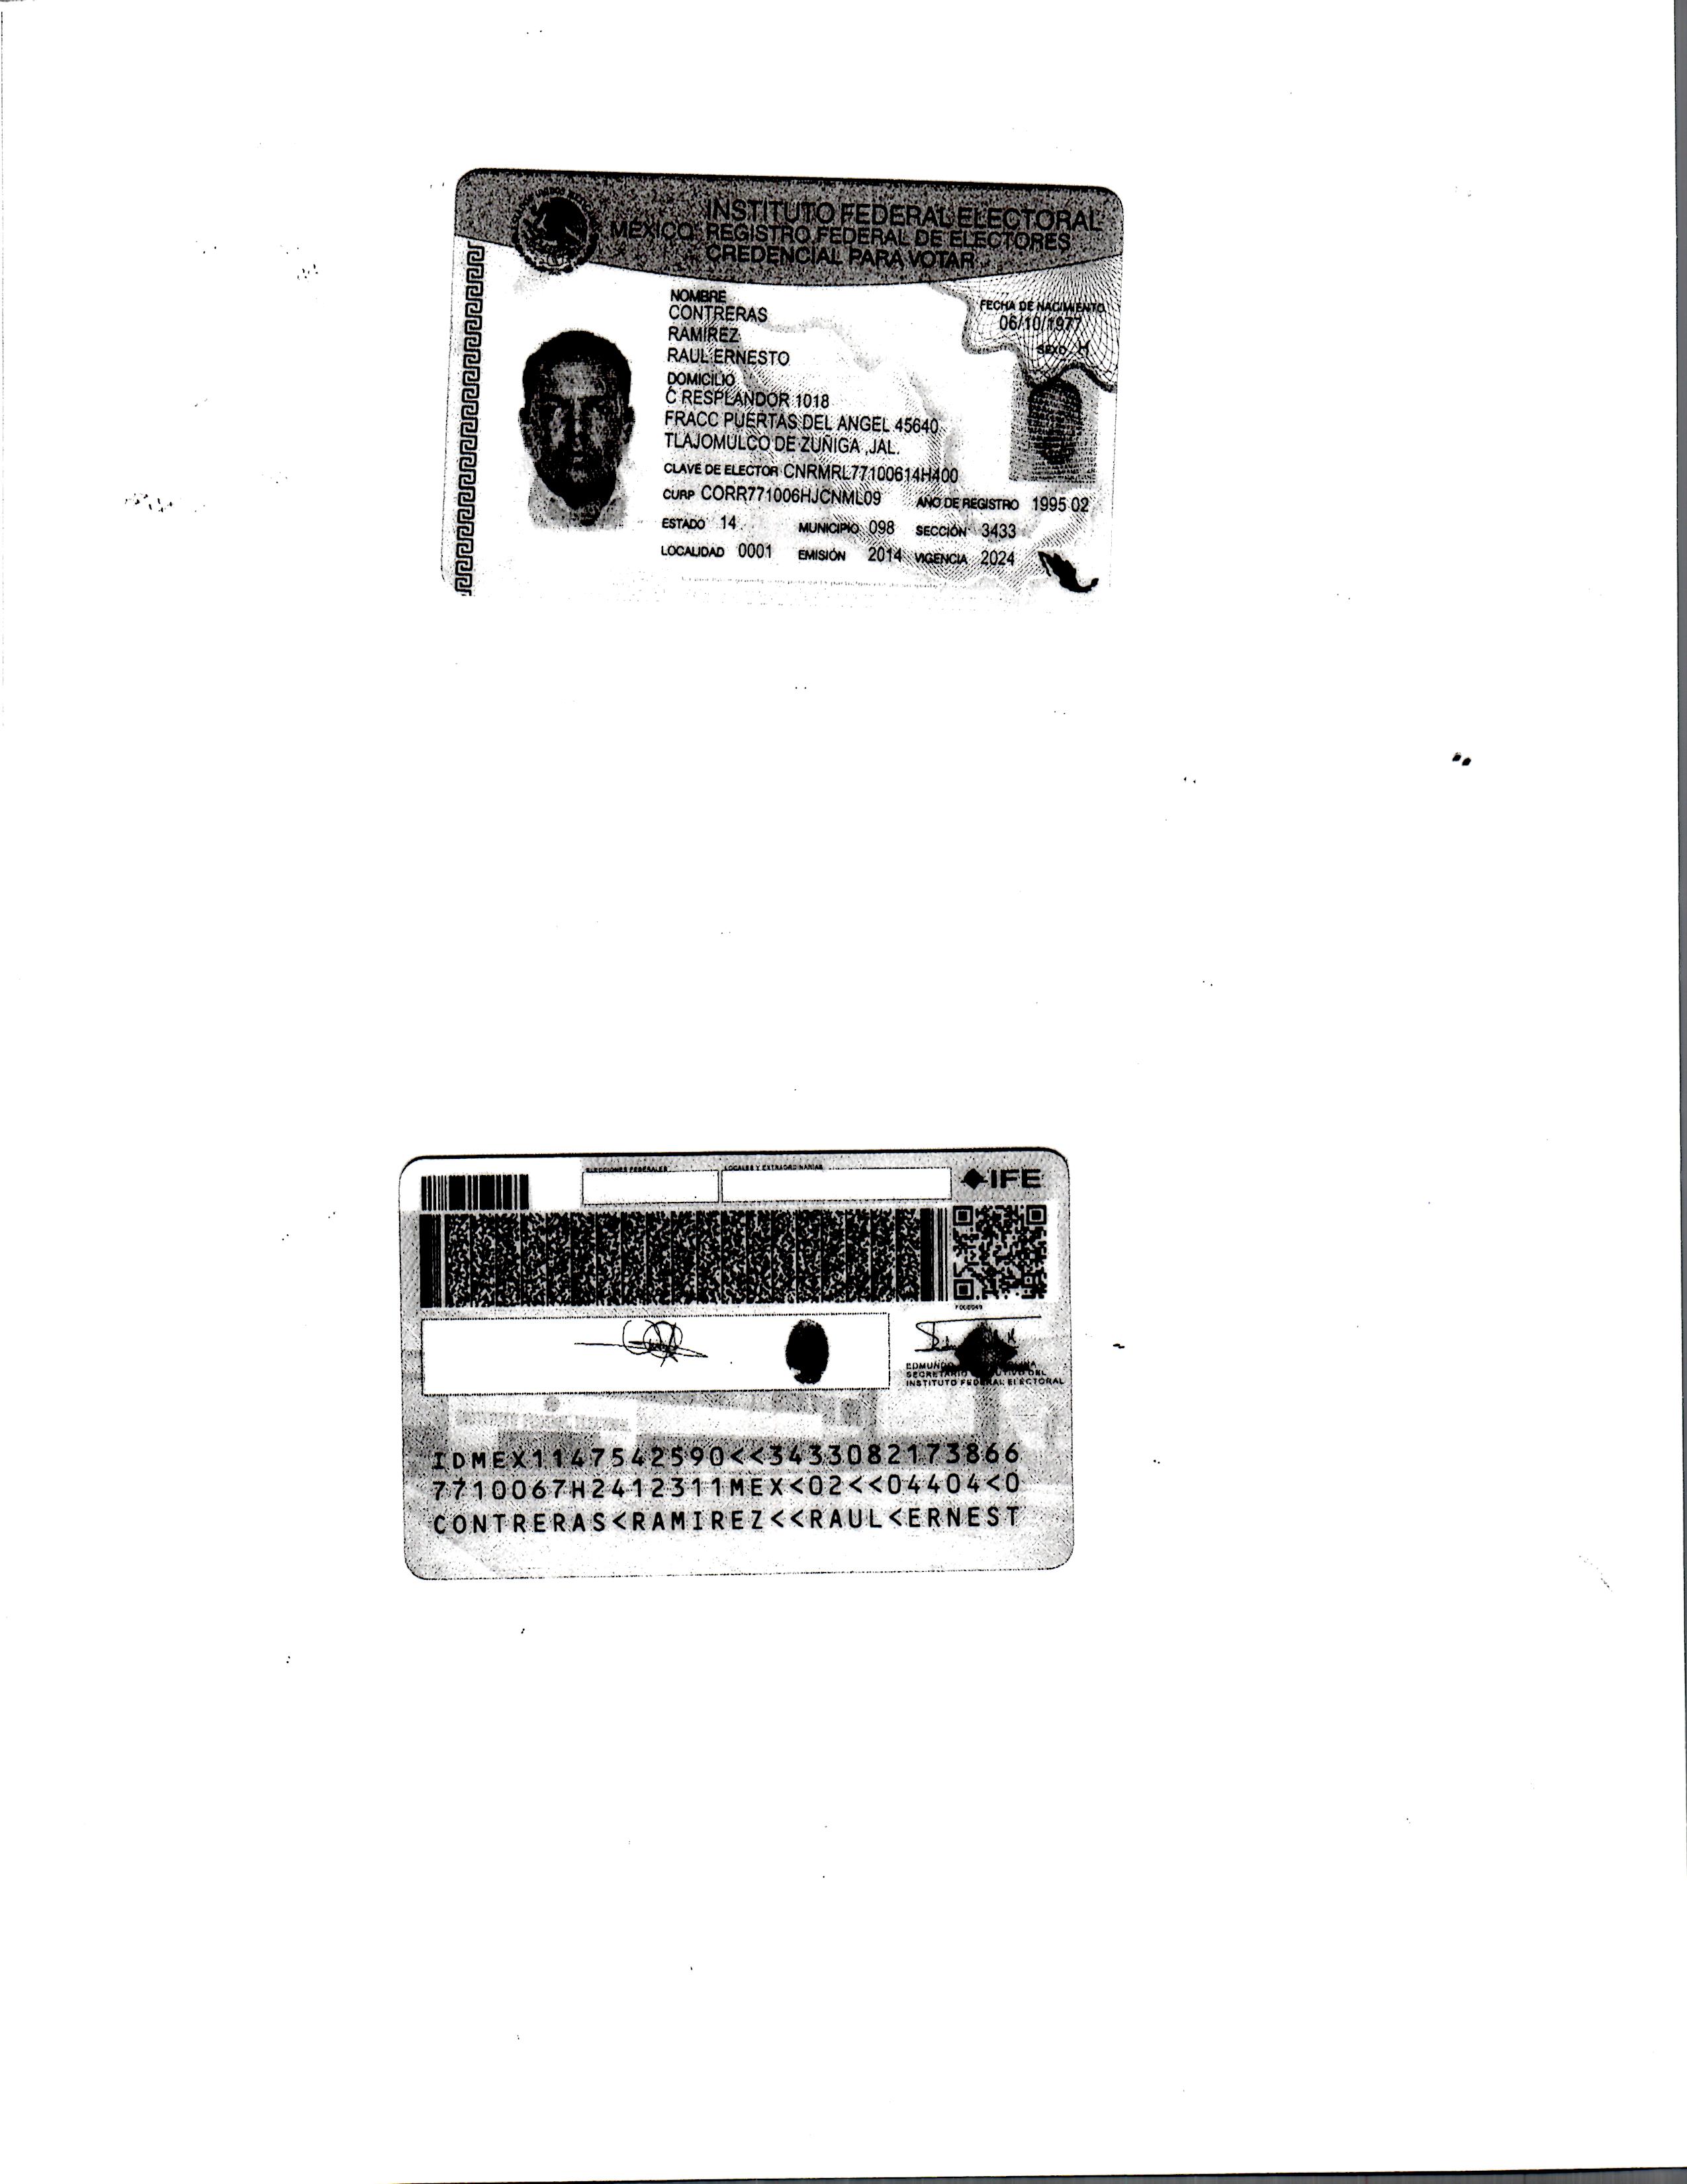 INSTITUTO FEDERAL ELECTORAL
MÉXICO REGISTRO FEDERAL DE ELECTORES
CREDENCIAL PARA VOTAR
NOMBRE
CONTRERAS
RAMIREZ
RAUL ERNESTO
FECHA DE NACIMIENTO
06/10/1977
SEXO H
DOMICILIO
C RESPLANDOR 1018
FRACC PUERTAS DEL ANGEL 45640
TLAJOMULCO DE ZUÑIGA ,JAL.
CLAVE DE ELECTOR CNRMRL77100614H400
CURP CORR771006HJCNML09 AÑO DE REGISTRO 1995 02
ESTADO 14 MUNICIPIO 098 SECCIÓN 3433
LOCALIDAD 0001 EMISIÓN 2014 VIGENCIA 2024
ELECCIONES FEDERALES LOCALES Y EXTRAORDINARIAS
IFE
EDMUNDO
SECRETARIO DEL
INSTITUTO FEDERAL ELECTORAL
IDMEX1147542590<<3433082173866
7710067H2412311MEX<02<<04404<0
CONTRERAS<RAMIREZ<<RAUL<ERNEST